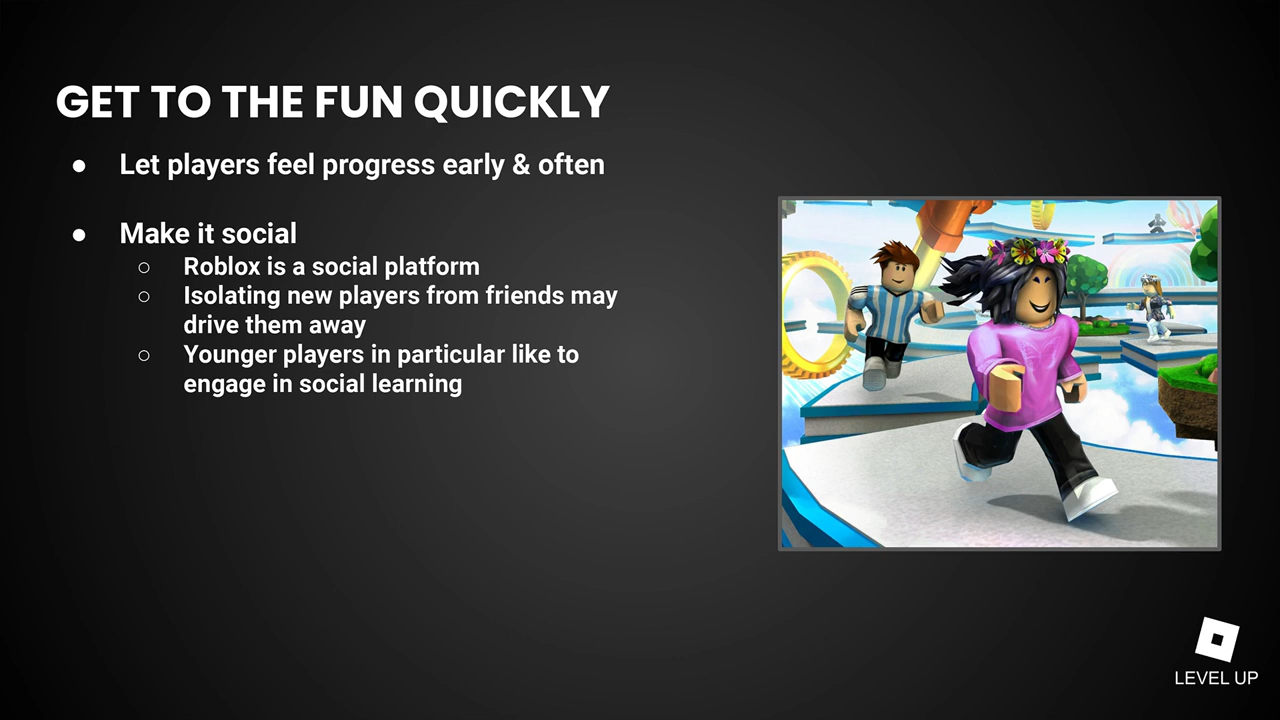 GET TO THE FUN QUICKLY
● Let players feel progress early & often
● Make it social
○ Roblox is a social platform
○ Isolating new players from friends may
drive them away
○ Younger players in particular like to
engage in social learning
LEVEL UP